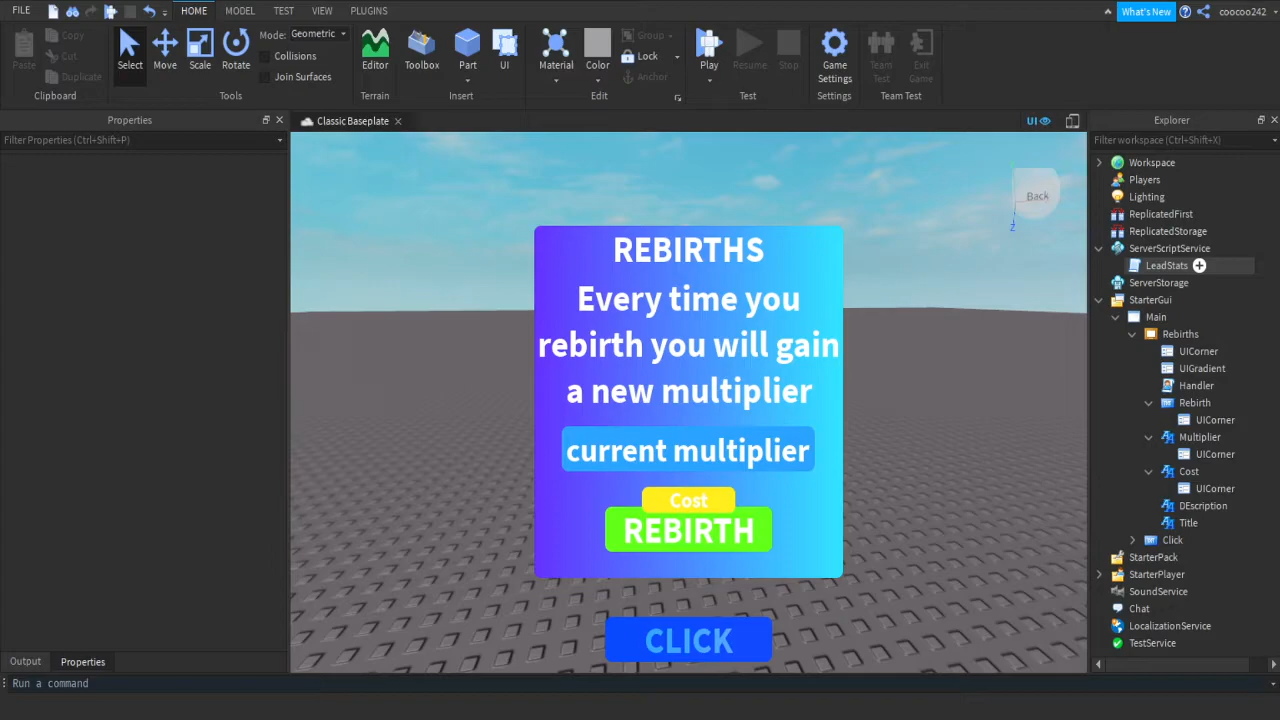 FILE HOME MODEL TEST VIEW PLUGINS What's New coocoo242
Paste Copy Cut Duplicate Clipboard
Select Move Scale Rotate Mode: Geometric Collisions Join Surfaces Tools
Editor Terrain
Toolbox Part UI Insert
Material Color Group Lock Anchor Edit
Play Resume Stop Test
Game Settings Settings
Team Test Exit Game Team Test
Properties
Filter Properties (Ctrl+Shift+P)
Classic Baseplate
UI
Back
Z
REBIRTHS
Every time you
rebirth you will gain
a new multiplier
current multiplier
Cost
REBIRTH
CLICK
Explorer
Filter workspace (Ctrl+Shift+X)
Workspace
Players
Lighting
ReplicatedFirst
ReplicatedStorage
ServerScriptService
LeadStats
ServerStorage
StarterGui
Main
Rebirths
UICorner
UIGradient
Handler
Rebirth
UICorner
Multiplier
UICorner
Cost
UICorner
DEscription
Title
Click
StarterPack
StarterPlayer
SoundService
Chat
LocalizationService
TestService
Output Properties
Run a command